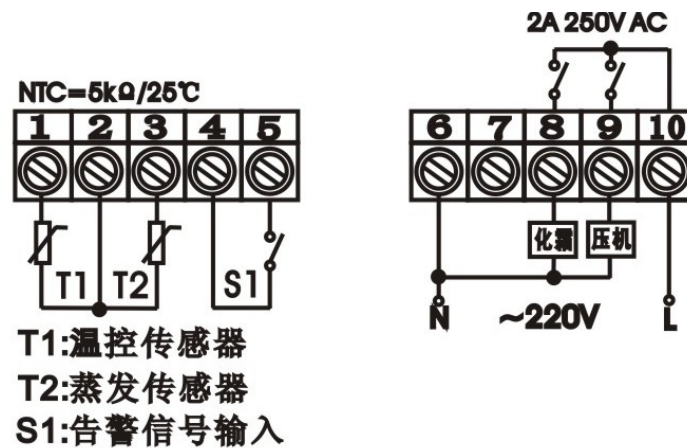 2A 250V AC
NTC=5kΩ/25℃
1 2 3 4 5
6 7 8 9 10
化霜 压机
T1 T2 S1
N ~220V L
T1:温控传感器
T2:蒸发传感器
S1:告警信号输入